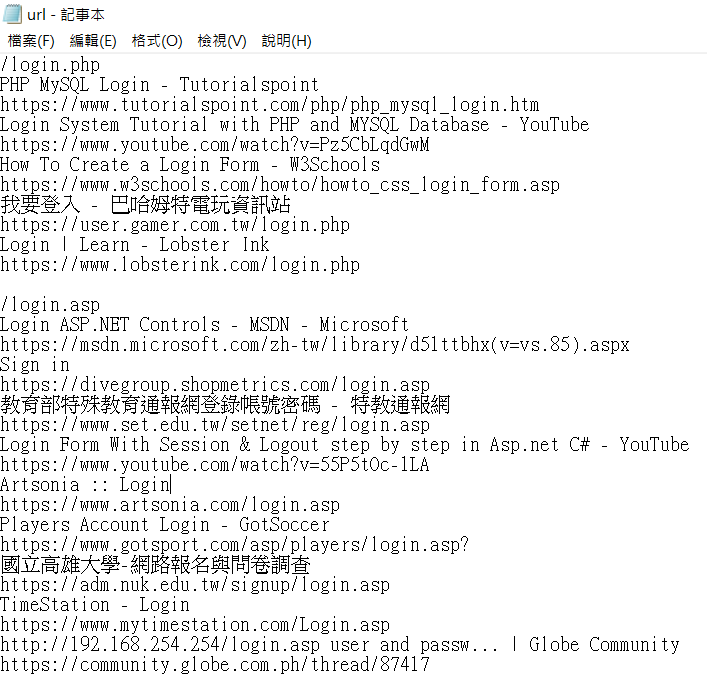 url - 記事本
檔案(F) 編輯(E) 格式(O) 檢視(V) 說明(H)
/login.php
PHP MySQL Login - Tutorialspoint
https://www.tutorialspoint.com/php/php_mysql_login.htm
Login System Tutorial with PHP and MYSQL Database - YouTube
https://www.youtube.com/watch?v=Pz5CbLqdGwM
How To Create a Login Form - W3Schools
https://www.w3schools.com/howto/howto_css_login_form.asp
我要登入 - 巴哈姆特電玩資訊站
https://user.gamer.com.tw/login.php
Login | Learn - Lobster Ink
https://www.lobsterink.com/login.php
/login.asp
Login ASP.NET Controls - MSDN - Microsoft
https://msdn.microsoft.com/zh-tw/library/d51ttbhx(v=vs.85).aspx
Sign in
https://divegroup.shopmetrics.com/login.asp
教育部特殊教育通報網登錄帳號密碼 - 特教通報網
https://www.set.edu.tw/setnet/reg/login.asp
Login Form With Session & Logout step by step in Asp.net C# - YouTube
https://www.youtube.com/watch?v=55P5tOc-1LA
Artsonia :: Login
https://www.artsonia.com/login.asp
Players Account Login - GotSoccer
https://www.gotsport.com/asp/players/login.asp?
國立高雄大學-網路報名與問卷調查
https://adm.nuk.edu.tw/signup/login.asp
TimeStation - Login
https://www.mytimestation.com/Login.asp
http://192.168.254.254/login.asp user and passw... | Globe Community
https://community.globe.com.ph/thread/87417